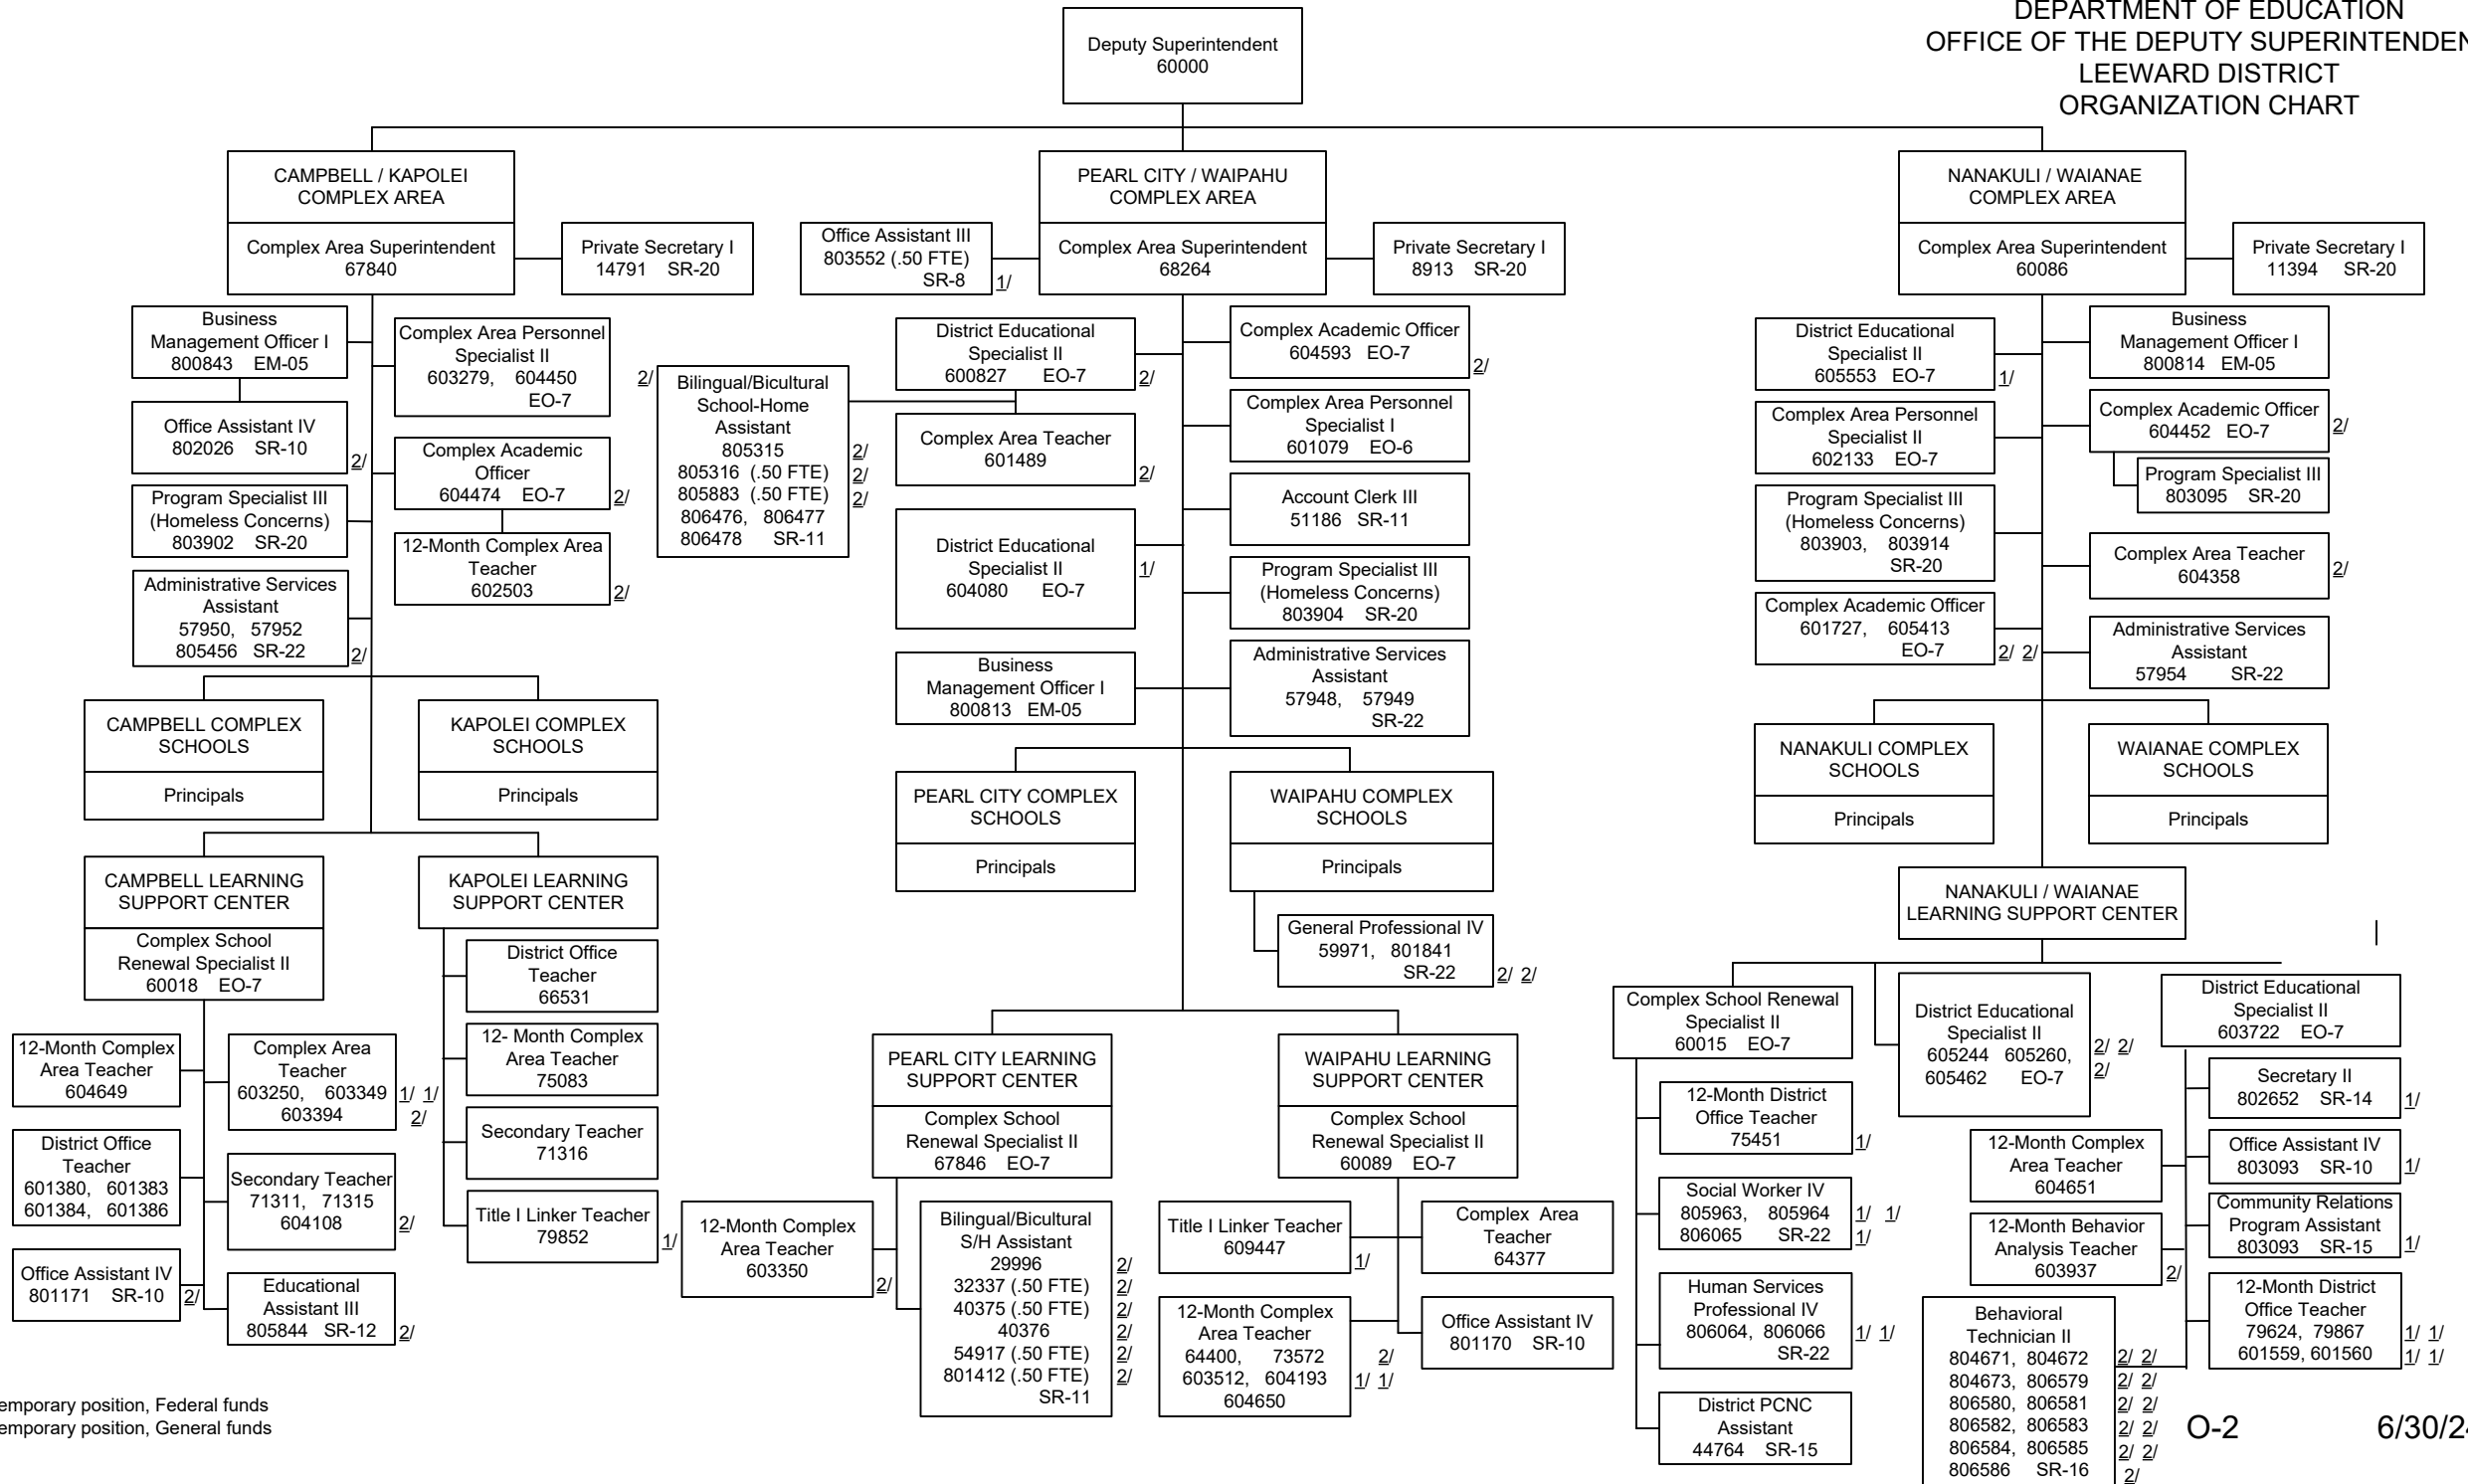 DEPARTMENT OF EDUCATION
OFFICE OF THE DEPUTY SUPERINTENDEN
LEEWARD DISTRICT
ORGANIZATION CHART
Deputy Superintendent
60000
CAMPBELL / KAPOLEI
COMPLEX AREA
Complex Area Superintendent
67840
Private Secretary I
14791 SR-20
Business
Management Officer I
800843 EM-05
Office Assistant IV
802026 SR-10
2/
Program Specialist III
(Homeless Concerns)
803902 SR-20
Administrative Services
Assistant
57950, 57952
805456 SR-22
2/
Complex Area Personnel
Specialist II
603279, 604450
EO-7
Complex Academic
Officer
604474 EO-7
2/
12-Month Complex Area
Teacher
602503
2/
CAMPBELL COMPLEX
SCHOOLS
Principals
KAPOLEI COMPLEX
SCHOOLS
Principals
CAMPBELL LEARNING
SUPPORT CENTER
Complex School
Renewal Specialist II
60018 EO-7
12-Month Complex
Area Teacher
604649
District Office
Teacher
601380, 601383
601384, 601386
Office Assistant IV
801171 SR-10
2/
Complex Area
Teacher
603250, 603349 1/ 1/
603394 2/
Secondary Teacher
71311, 71315
604108 2/
Educational
Assistant III
805844 SR-12 2/
KAPOLEI LEARNING
SUPPORT CENTER
District Office
Teacher
66531
12- Month Complex
Area Teacher
75083
Secondary Teacher
71316
Title I Linker Teacher
79852
1/
PEARL CITY / WAIPAHU
COMPLEX AREA
Complex Area Superintendent
68264
Office Assistant III
803552 (.50 FTE)
SR-8 1/
Private Secretary I
8913 SR-20
District Educational
Specialist II
600827 EO-7 2/
2/
Bilingual/Bicultural
School-Home
Assistant
805315 2/
805316 (.50 FTE) 2/
805883 (.50 FTE) 2/
806476, 806477
806478 SR-11
Complex Area Teacher
601489
2/
District Educational
Specialist II
604080 EO-7
1/
Business
Management Officer I
800813 EM-05
Complex Academic Officer
604593 EO-7
2/
Complex Area Personnel
Specialist I
601079 EO-6
Account Clerk III
51186 SR-11
Program Specialist III
(Homeless Concerns)
803904 SR-20
Administrative Services
Assistant
57948, 57949
SR-22
PEARL CITY COMPLEX
SCHOOLS
Principals
WAIPAHU COMPLEX
SCHOOLS
Principals
General Professional IV
59971, 801841
SR-22 2/ 2/
PEARL CITY LEARNING
SUPPORT CENTER
Complex School
Renewal Specialist II
67846 EO-7
12-Month Complex
Area Teacher
603350
2/
Bilingual/Bicultural
S/H Assistant
29996 2/
32337 (.50 FTE) 2/
40375 (.50 FTE) 2/
40376 2/
54917 (.50 FTE) 2/
801412 (.50 FTE) 2/
SR-11
WAIPAHU LEARNING
SUPPORT CENTER
Complex School
Renewal Specialist II
60089 EO-7
Title I Linker Teacher
609447
1/
12-Month Complex
Area Teacher
64400, 73572 2/
603512, 604193 1/ 1/
604650
Complex Area
Teacher
64377
Office Assistant IV
801170 SR-10
NANAKULI / WAIANAE
COMPLEX AREA
Complex Area Superintendent
60086
Private Secretary I
11394 SR-20
District Educational
Specialist II
605553 EO-7 1/
Complex Area Personnel
Specialist II
602133 EO-7
Program Specialist III
(Homeless Concerns)
803903, 803914
SR-20
Complex Academic Officer
601727, 605413
EO-7 2/ 2/
Business
Management Officer I
800814 EM-05
Complex Academic Officer
604452 EO-7 2/
Program Specialist III
803095 SR-20
Complex Area Teacher
604358 2/
Administrative Services
Assistant
57954 SR-22
NANAKULI COMPLEX
SCHOOLS
Principals
WAIANAE COMPLEX
SCHOOLS
Principals
NANAKULI / WAIANAE
LEARNING SUPPORT CENTER
Complex School Renewal
Specialist II
60015 EO-7
12-Month District
Office Teacher
75451 1/
Social Worker IV
805963, 805964 1/ 1/
806065 SR-22 1/
Human Services
Professional IV
806064, 806066 1/ 1/
SR-22
District PCNC
Assistant
44764 SR-15
District Educational
Specialist II
605244 605260, 2/ 2/
605462 EO-7 2/
District Educational
Specialist II
603722 EO-7
12-Month Complex
Area Teacher
604651
12-Month Behavior
Analysis Teacher
603937 2/
Behavioral
Technician II
804671, 804672 2/ 2/
804673, 806579 2/ 2/
806580, 806581 2/ 2/
806582, 806583 2/ 2/
806584, 806585 2/ 2/
806586 SR-16 2/
Secretary II
802652 SR-14 1/
Office Assistant IV
803093 SR-10 1/
Community Relations
Program Assistant
803093 SR-15 1/
12-Month District
Office Teacher
79624, 79867 1/ 1/
601559, 601560 1/ 1/
emporary position, Federal funds
emporary position, General funds
O-2
6/30/24